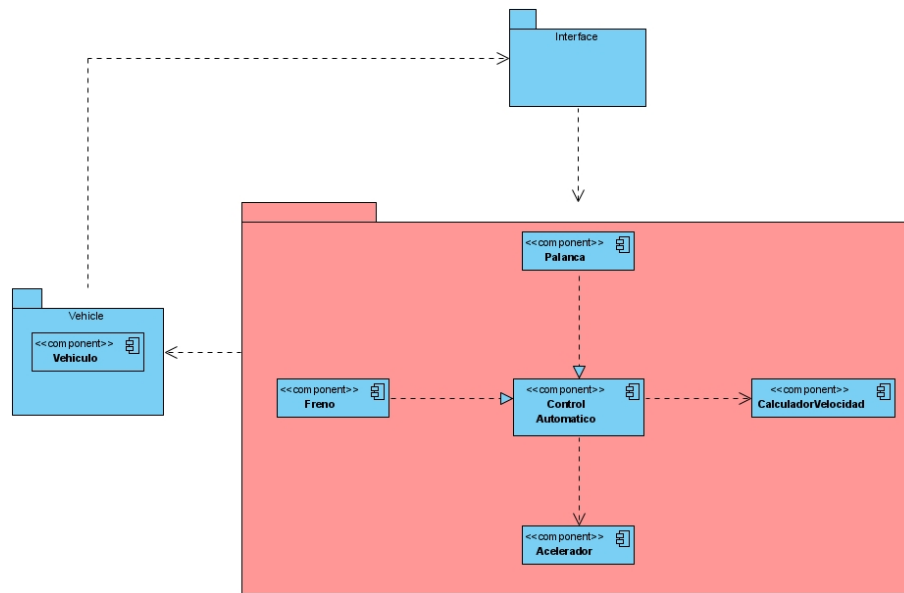 Interface
<<component>>
Palanca
Vehicle
<<component>>
Vehiculo
<<component>>
Freno
<<component>>
Control
Automatico
<<component>>
CalculadorVelocidad
<<component>>
Acelerador